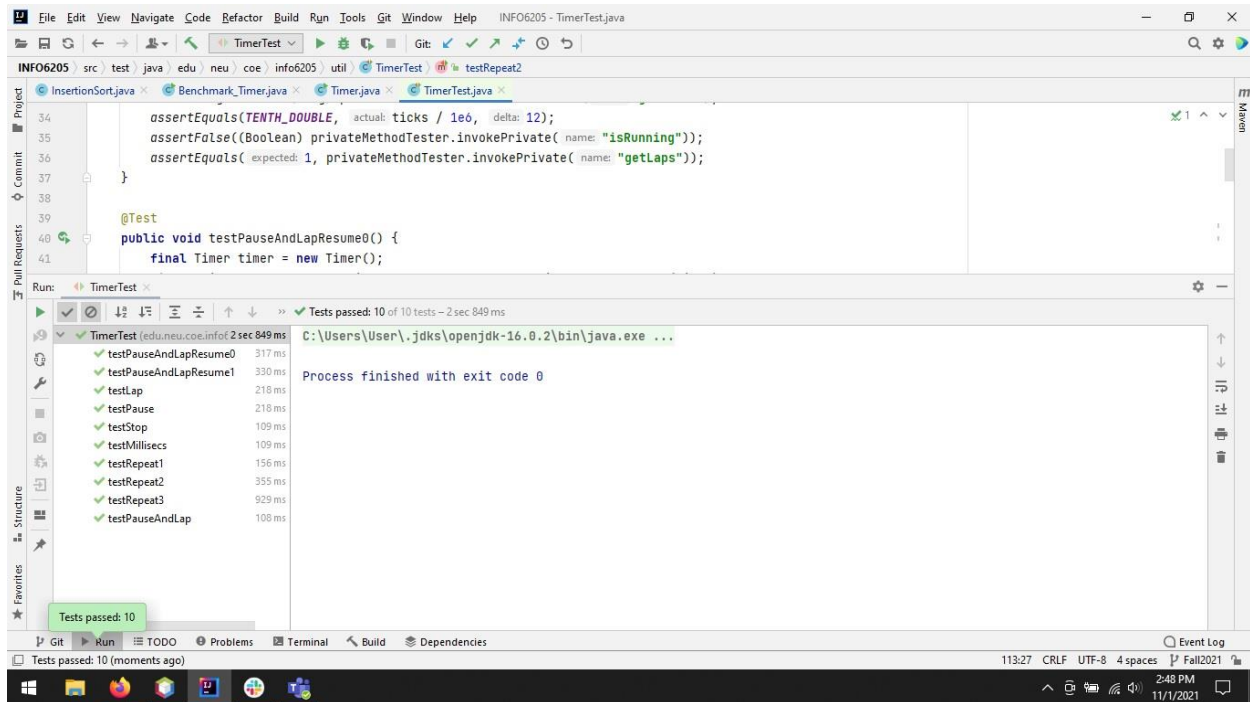 File Edit View Navigate Code Refactor Build Run Tools Git Window Help INFO6205 - TimerTest.java
TimerTest Git:
INFO6205 src test java edu neu coe info6205 util TimerTest testRepeat2
InsertionSort.java Benchmark_Timer.java Timer.java TimerTest.java
34 assertEquals(TENTH_DOUBLE, actual: ticks / 1e6, delta: 12);
35 assertFalse((Boolean) privateMethodTester.invokePrivate( name: "isRunning"));
36 assertEquals( expected: 1, privateMethodTester.invokePrivate( name: "getLaps"));
37 }
38
39 @Test
40 public void testPauseAndLapResume0() {
41 final Timer timer = new Timer();
1
Project
Commit
Pull Requests
Structure
Favorites
Maven
Run: TimerTest
Tests passed: 10 of 10 tests – 2 sec 849 ms
TimerTest (edu.neu.coe.info6 2 sec 849 ms
testPauseAndLapResume0 317 ms
testPauseAndLapResume1 330 ms
testLap 218 ms
testPause 218 ms
testStop 109 ms
testMillisecs 109 ms
testRepeat1 156 ms
testRepeat2 355 ms
testRepeat3 929 ms
testPauseAndLap 108 ms
C:\Users\User\.jdks\openjdk-16.0.2\bin\java.exe ...
Process finished with exit code 0
Tests passed: 10
Git Run TODO Problems Terminal Build Dependencies Event Log
Tests passed: 10 (moments ago) 113:27 CRLF UTF-8 4 spaces Fall2021
2:48 PM
11/1/2021